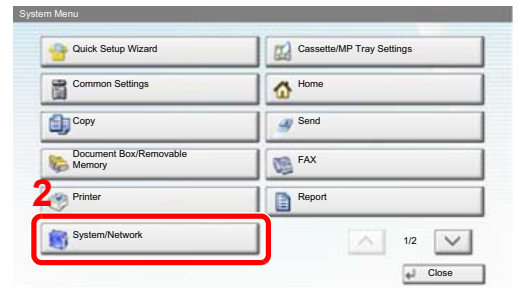 System Menu
Quick Setup Wizard
Cassette/MP Tray Settings
Common Settings
Home
Copy
Send
Document Box/Removable
Memory
FAX
2
Printer
Report
System/Network
1/2
Close